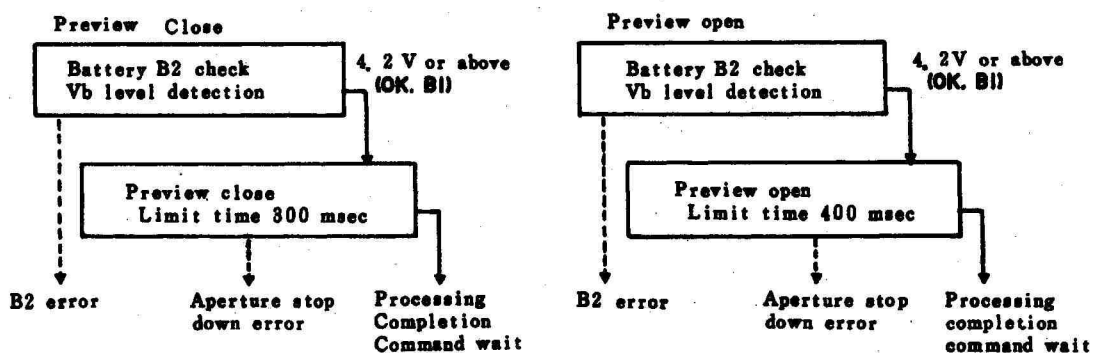 Preview Close
Battery B2 check
Vb level detection
4. 2 V or above
(OK. B1)
Preview close
Limit time 300 msec
B2 error
Aperture stop
down error
Processing
Completion
Command wait
Preview open
Battery B2 check
Vb level detection
4. 2V or above
(OK. B1)
Preview open
Limit time 400 msec
B2 error
Aperture stop
down error
Processing
completion
command wait